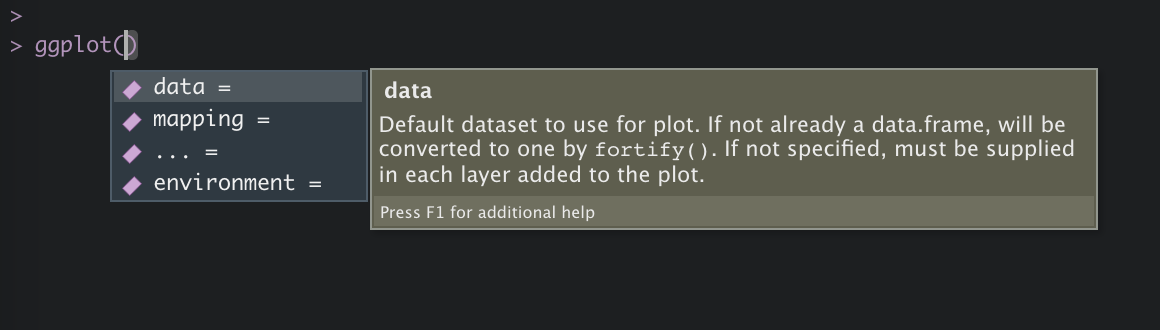 >
> ggplot()
data =
mapping =
... =
environment =
data
Default dataset to use for plot. If not already a data.frame, will be
converted to one by fortify(). If not specified, must be supplied
in each layer added to the plot.
Press F1 for additional help